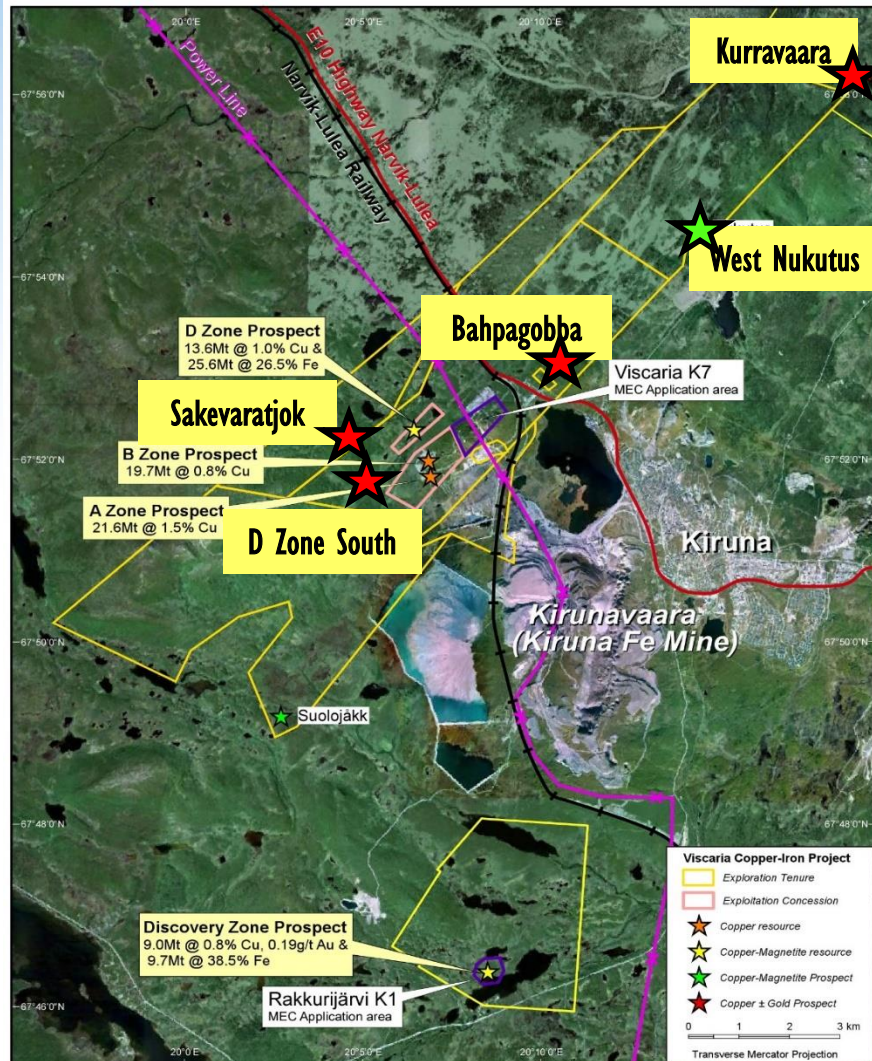 20°0'E
20°5'E
20°10'E
Power Line
E10 Highway Narvik-Lulea
Narvik-Lulea Railway
Kurravaara
67°56'0"N
West Nukutus
67°54'0"N
67°54'0"N
D Zone Prospect
13.6Mt @ 1.0% Cu &
25.6Mt @ 26.5% Fe
Bahpagobba
Viscaria K7
MEC Application area
Sakevaratjok
B Zone Prospect
19.7Mt @ 0.8% Cu
67°52'0"N
67°52'0"N
A Zone Prospect
21.6Mt @ 1.5% Cu
D Zone South
Kiruna
Kirunavaara
(Kiruna Fe Mine)
67°50'0"N
67°50'0"N
Suolojåkk
67°48'0"N
67°48'0"N
Discovery Zone Prospect
9.0Mt @ 0.8% Cu, 0.19g/t Au &
9.7Mt @ 38.5% Fe
Rakkurijärvi K1
MEC Application area
67°46'0"N
20°0'E
20°5'0"E
20°10'0"E
Viscaria Copper-Iron Project
Exploration Tenure
Exploitation Concession
Copper resource
Copper-Magnetite resource
Copper-Magnetite Prospect
Copper ± Gold Prospect
0 1 2 3 km
Transverse Mercator Projection